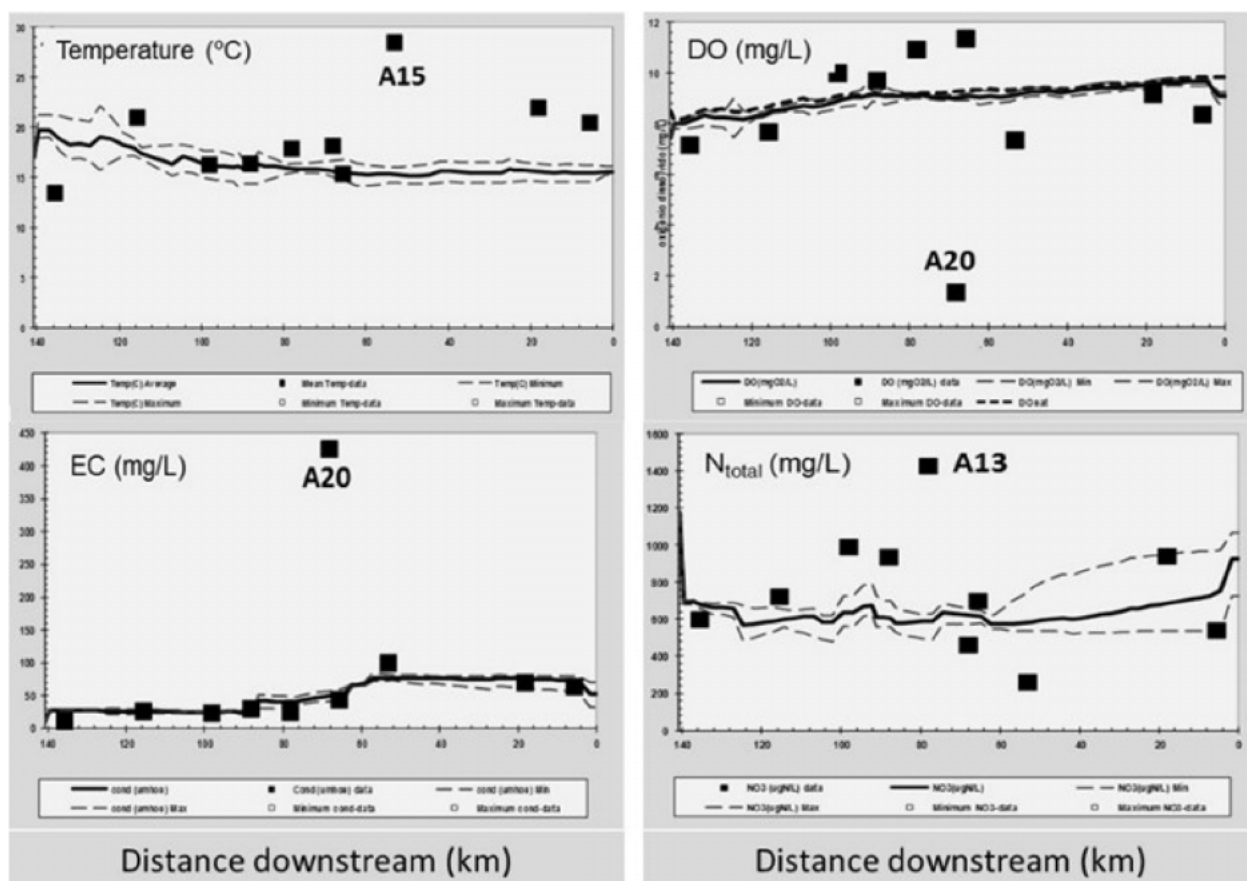 Temperature (ºC)
A15
30
25
20
15
10
5
0
140 120 100 80 60 40 20 0
Temp(C) Average
Mean Temp-data
Temp(C) Minimum
Temp(C) Maximum
Minimum Temp-data
Maximum Temp-data
DO (mg/L)
A20
12
10
8
6
4
2
0
140 120 100 80 60 40 20 0
DO(mgO2/L)
DO (mgO2/L) data
DO(mgO2/L) Min
DO(mgO2/L) Max
Minimum DO-data
Maximum DO-data
DOsat
EC (mg/L)
A20
450
400
350
300
250
200
150
100
50
0
140 120 100 80 60 40 20 0
cond (umhos)
Cond (umhos) data
cond (umhos) Min
cond (umhos) Max
Minimum cond-data
Maximum cond-data
Ntotal (mg/L)
A13
1600
1400
1200
1000
800
600
400
200
0
140 120 100 80 60 40 20 0
NO3 (ugN/L) data
NO3(ugN/L)
NO3(ugN/L) Min
NO3(ugN/L) Max
Minimum NO3-data
Maximum NO3-data
Distance downstream (km)
Distance downstream (km)